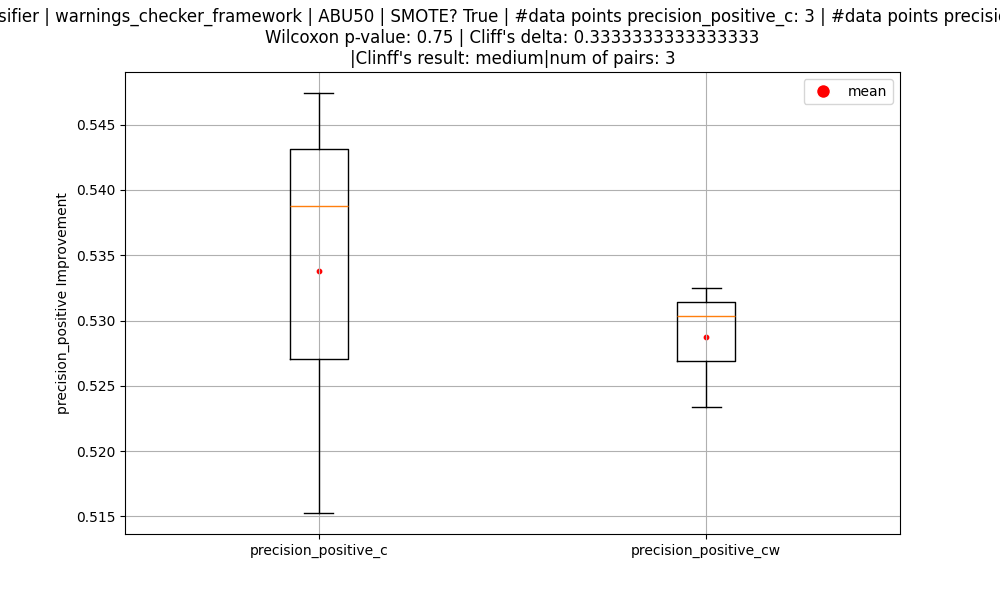 | warnings_checker_framework | ABU50 | SMOTE? True | #data points precision_positive_c: 3 | #data points
Wilcoxon p-value: 0.75 | Cliff's delta: 0.3333333333333333
|Clinff's result: medium|num of pairs: 3
mean
0.545
0.540
0.535
0.530
0.525
0.520
0.515
precision_positive Improvement
precision_positive_c
precision_positive_cw